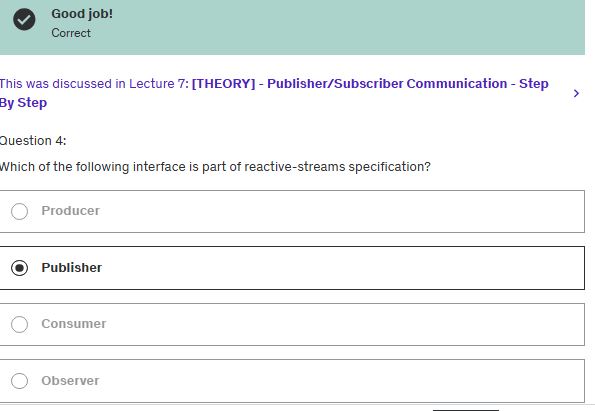 Good job!
Correct
This was discussed in Lecture 7: [THEORY] - Publisher/Subscriber Communication - Step
By Step
Question 4:
Which of the following interface is part of reactive-streams specification?
Producer
Publisher
Consumer
Observer